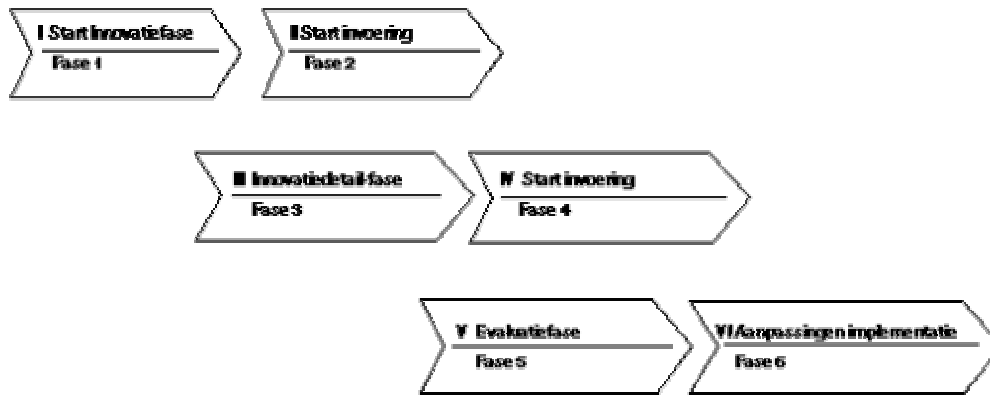 I Start Innovatiefase
Fase 1
II Start invoering
Fase 2
III Innovatiedetail-fase
Fase 3
IV Start invoering
Fase 4
V Evaluatiefase
Fase 5
VI Aanpassingen implementatie
Fase 6